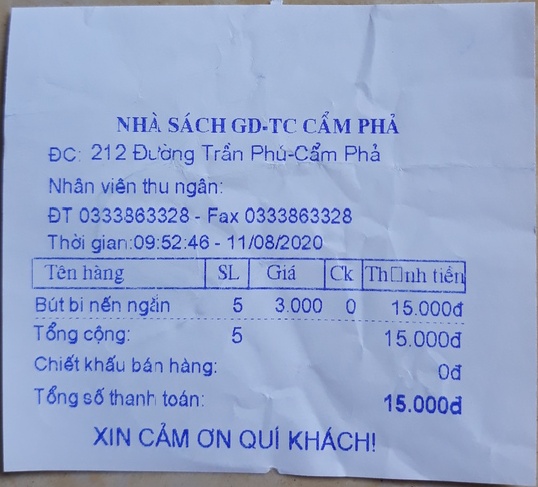 NHÀ SÁCH GD-TC CẨM PHẢ
ĐC: 212 Đường Trần Phú-Cẩm Phả
Nhân viên thu ngân:
ĐT 0333863328 - Fax 0333863328
Thời gian:09:52:46 - 11/08/2020
Tên hàng SL Giá Ck Th□nh tiền
Bút bi nến ngắn 5 3.000 0 15.000đ
Tổng cộng: 5 15.000đ
Chiết khấu bán hàng: 0đ
Tổng số thanh toán: 15.000đ
XIN CẢM ƠN QUÍ KHÁCH!